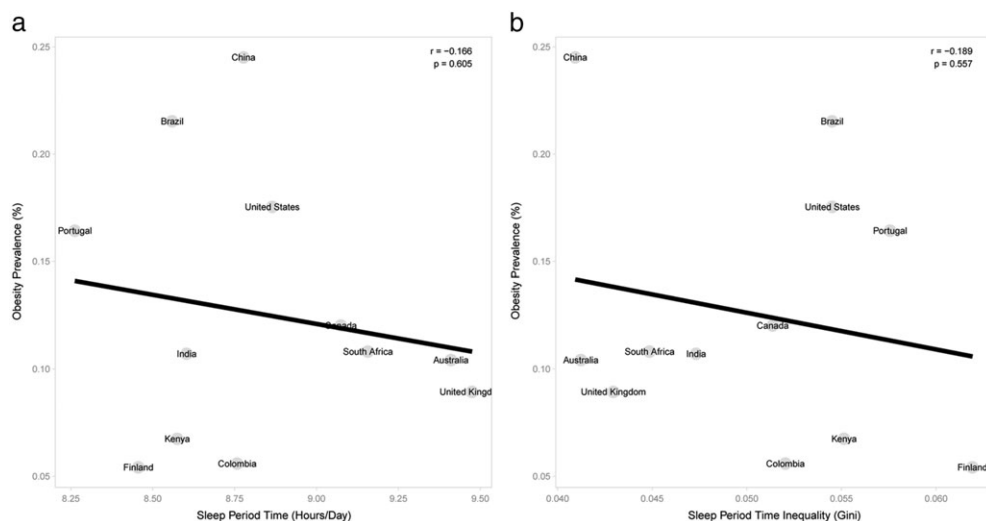 a
r = −0.166
p = 0.605
0.25
0.20
0.15
0.10
0.05
Obesity Prevalence (%)
China
Brazil
United States
Portugal
Canada
India
South Africa
Australia
United Kingd
Kenya
Finland
Colombia
8.25 8.50 8.75 9.00 9.25 9.50
Sleep Period Time (Hours/Day)
b
r = −0.189
p = 0.557
0.25
0.20
0.15
0.10
0.05
Obesity Prevalence (%)
China
Brazil
United States
Portugal
Canada
Australia
South Africa
India
United Kingdom
Kenya
Colombia
Finland
0.040 0.045 0.050 0.055 0.060
Sleep Period Time Inequality (Gini)